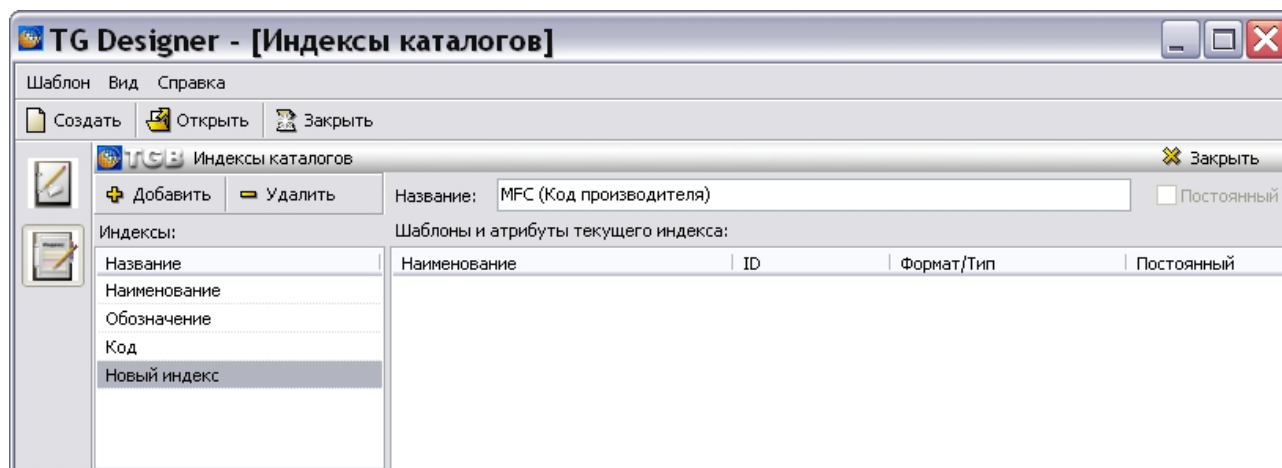 TG Designer - [Индексы каталогов]
Шаблон Вид Справка
Создать Открыть Закрыть
TGB Индексы каталогов Закрыть
Добавить Удалить Название: MFC (Код производителя) Постоянный
Индексы: Шаблоны и атрибуты текущего индекса:
Название Наименование ID Формат/Тип Постоянный
Наименование
Обозначение
Код
Новый индекс